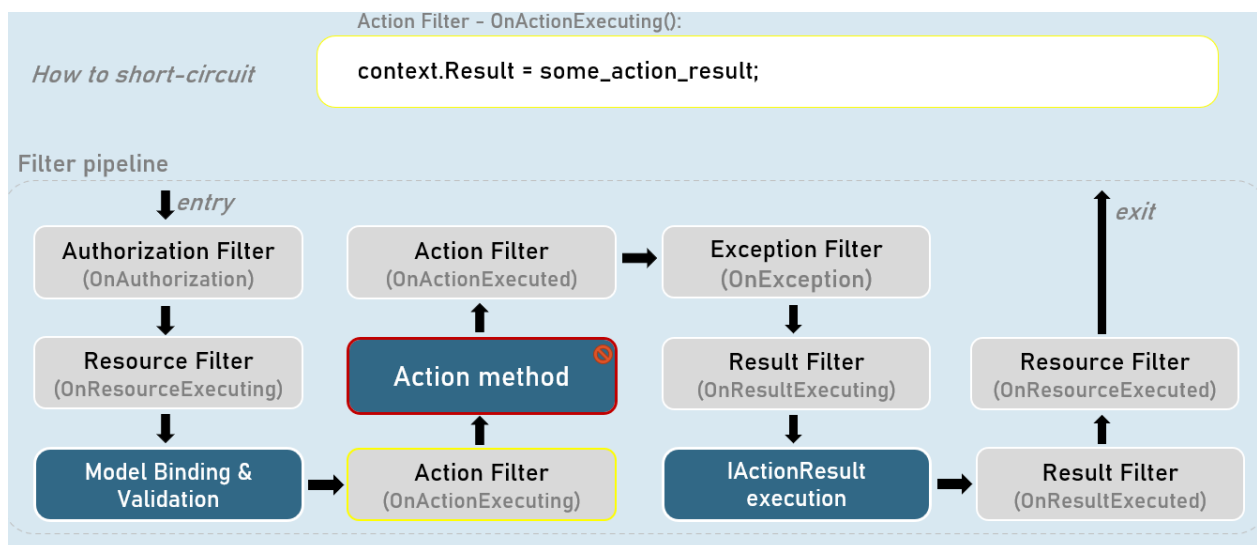 Action Filter - OnActionExecuting():
How to short-circuit
context.Result = some_action_result;
Filter pipeline
entry
Authorization Filter
(OnAuthorization)
Resource Filter
(OnResourceExecuting)
Model Binding &
Validation
Action Filter
(OnActionExecuting)
Action method
Action Filter
(OnActionExecuted)
Exception Filter
(OnException)
Result Filter
(OnResultExecuting)
IActionResult
execution
Result Filter
(OnResultExecuted)
Resource Filter
(OnResourceExecuted)
exit